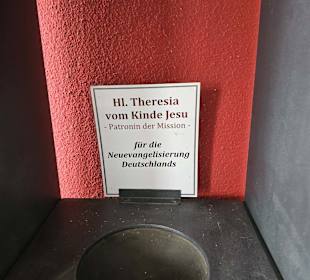 Hl. Theresia
vom Kinde Jesu
- Patronin der Mission -
für die
Neuevangelisierung
Deutschlands